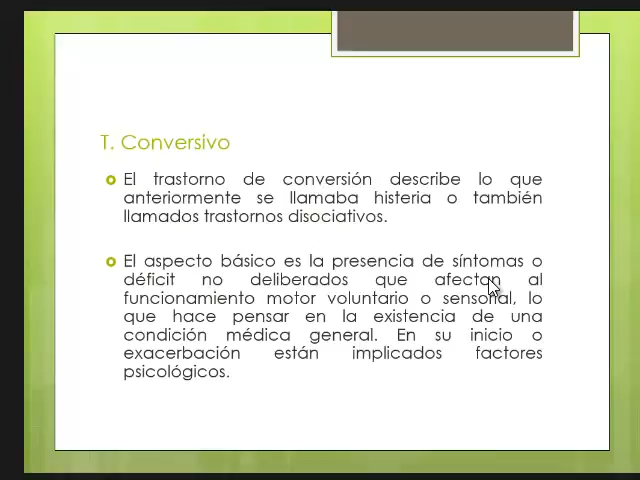 T. Conversivo
El trastorno de conversión describe lo que
anteriormente se llamaba histeria o también
llamados trastornos disociativos.
El aspecto básico es la presencia de síntomas o
déficit no deliberados que afectan al
funcionamiento motor voluntario o sensorial, lo
que hace pensar en la existencia de una
condición médica general. En su inicio o
exacerbación están implicados factores
psicológicos.